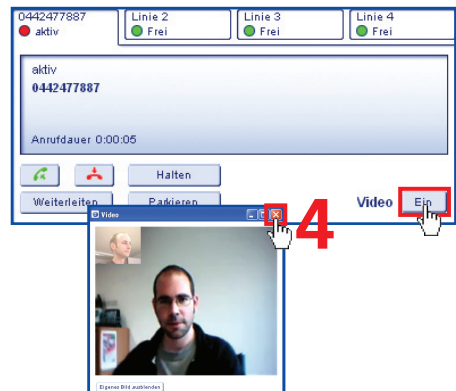 0442477887 Linie 2 Linie 3 Linie 4
aktiv Frei Frei Frei
aktiv
0442477887
Anrufdauer 0:00:05
Halten
Weiterleiten Parkieren Video Ein
Video
4
Eigenes Bild ausblenden